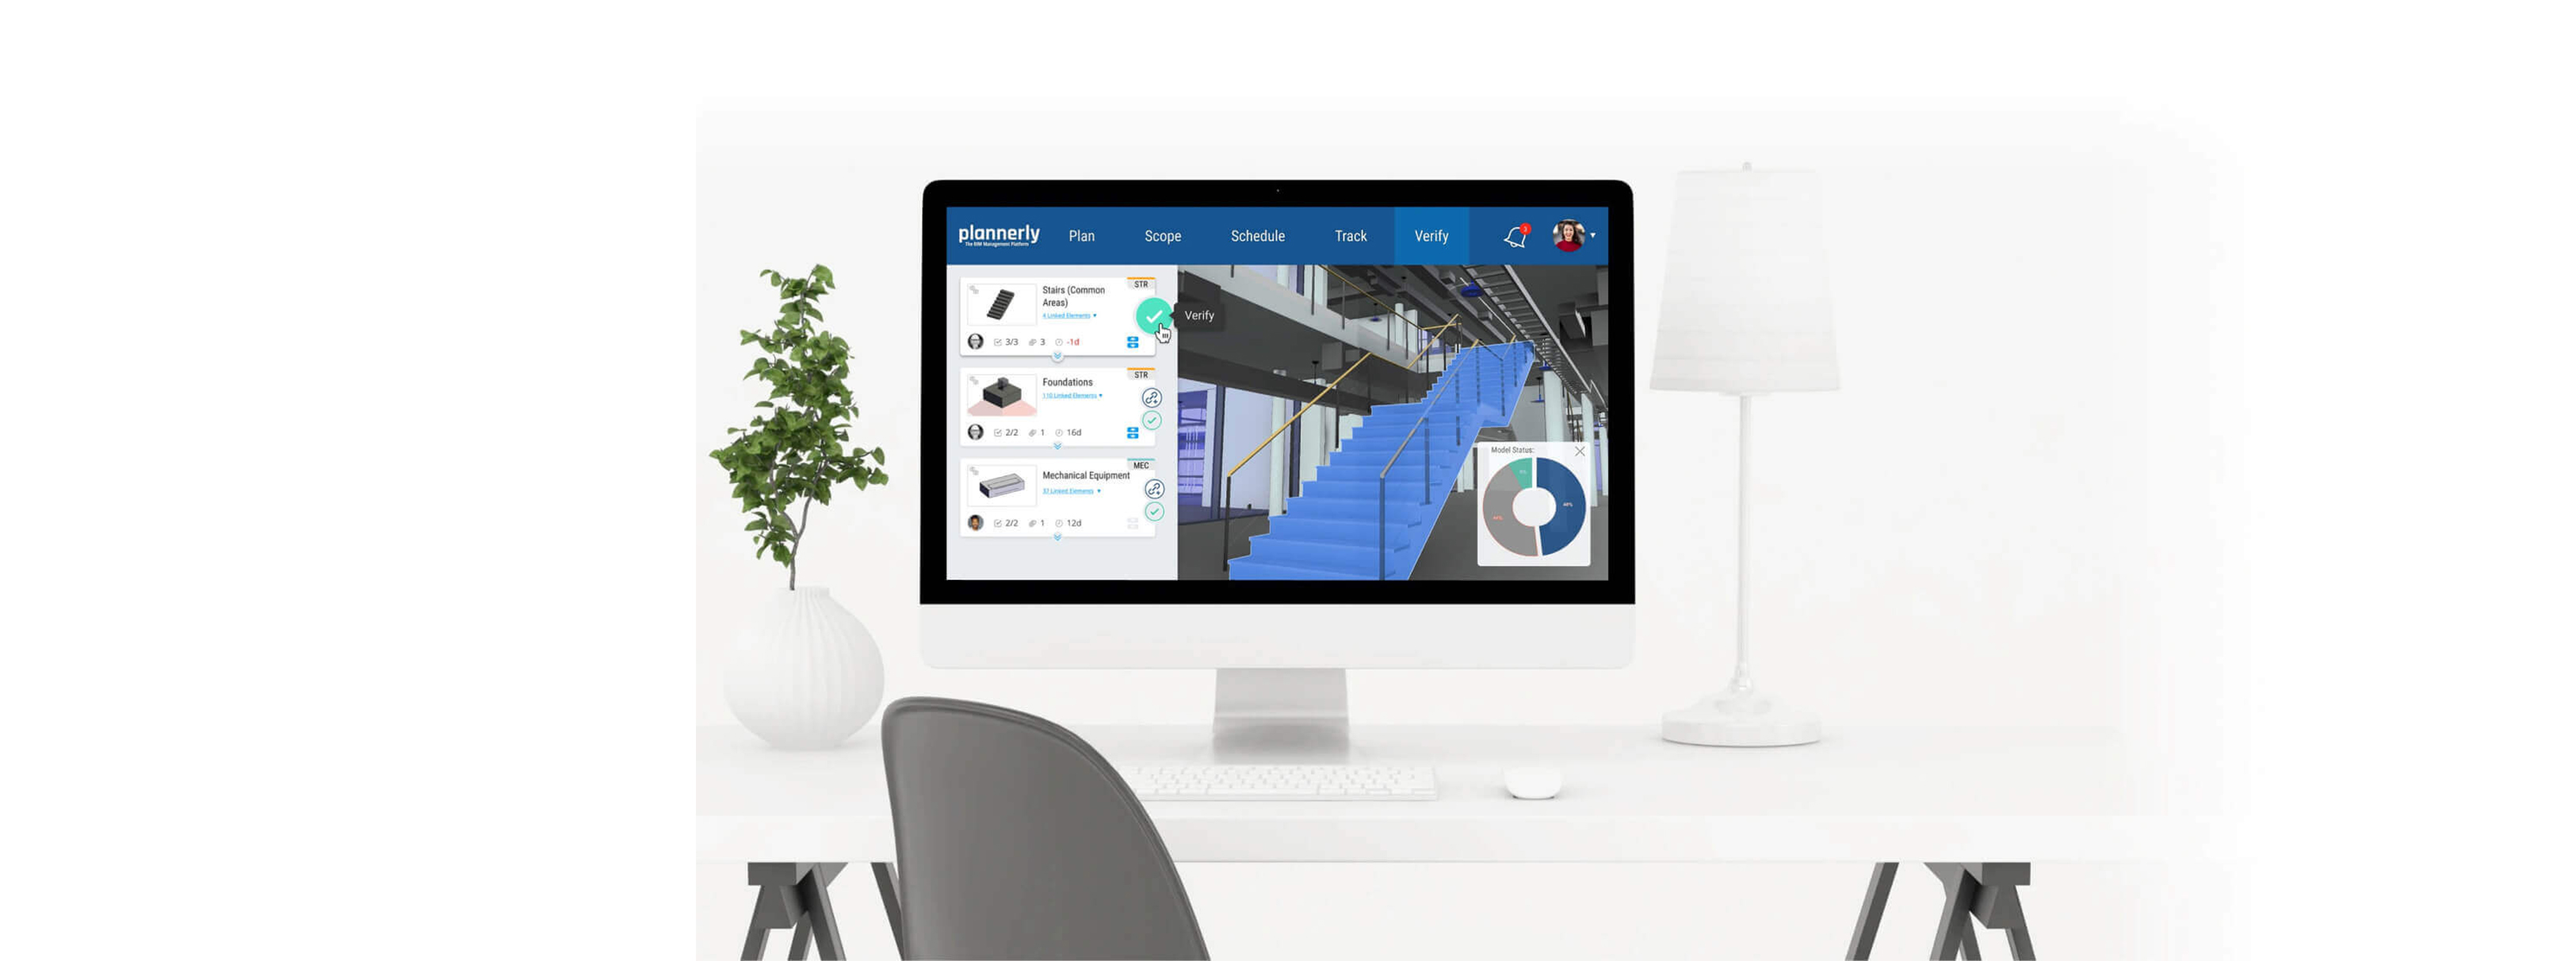 plannerly
The BIM Management Platform
Plan
Scope
Schedule
Track
Verify
3
STR
Stairs (Common
Areas)
4 Linked Elements
3/3
3
-1d
Verify
STR
Foundations
110 Linked Elements
2/2
1
16d
MEC
Mechanical Equipment
37 Linked Elements
2/2
1
12d
Model Status: